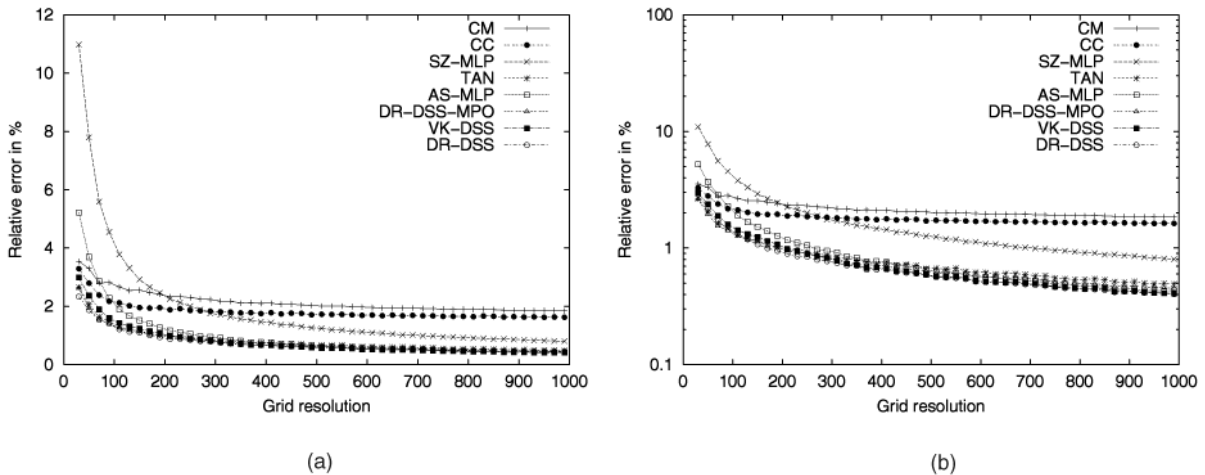 12
10
8
6
4
2
0
Relative error in %
0 100 200 300 400 500 600 700 800 900 1000
Grid resolution
CM
CC
SZ-MLP
TAN
AS-MLP
DR-DSS-MPO
VK-DSS
DR-DSS
(a)
100
10
1
0.1
Relative error in %
0 100 200 300 400 500 600 700 800 900 1000
Grid resolution
CM
CC
SZ-MLP
TAN
AS-MLP
DR-DSS-MPO
VK-DSS
DR-DSS
(b)